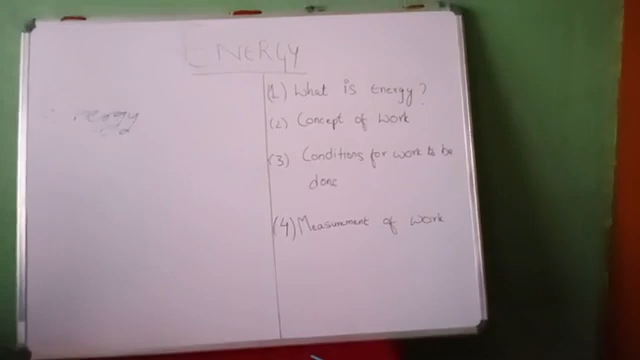 ENERGY
(1) What is Energy?
(2) Concept of work
(3) Conditions for work to be
done
(4) Measurement of work